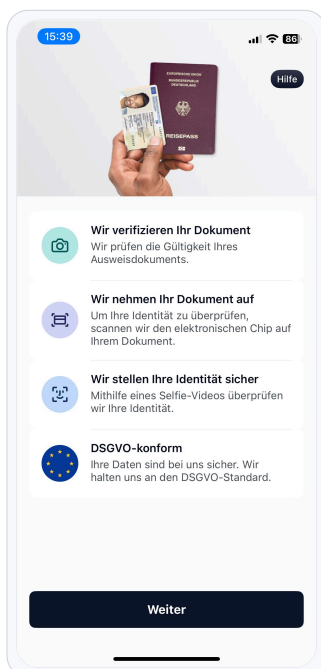 15:39
86
EUROPÄISCHE UNION
BUNDESREPUBLIK
DEUTSCHLAND
Hilfe
REISEPASS
Wir verifizieren Ihr Dokument
Wir prüfen die Gültigkeit Ihres
Ausweisdokuments.
Wir nehmen Ihr Dokument auf
Um Ihre Identität zu überprüfen,
scannen wir den elektronischen Chip auf
Ihrem Dokument.
Wir stellen Ihre Identität sicher
Mithilfe eines Selfie-Videos überprüfen
wir Ihre Identität.
DSGVO-konform
Ihre Daten sind bei uns sicher. Wir
halten uns an den DSGVO-Standard.
Weiter